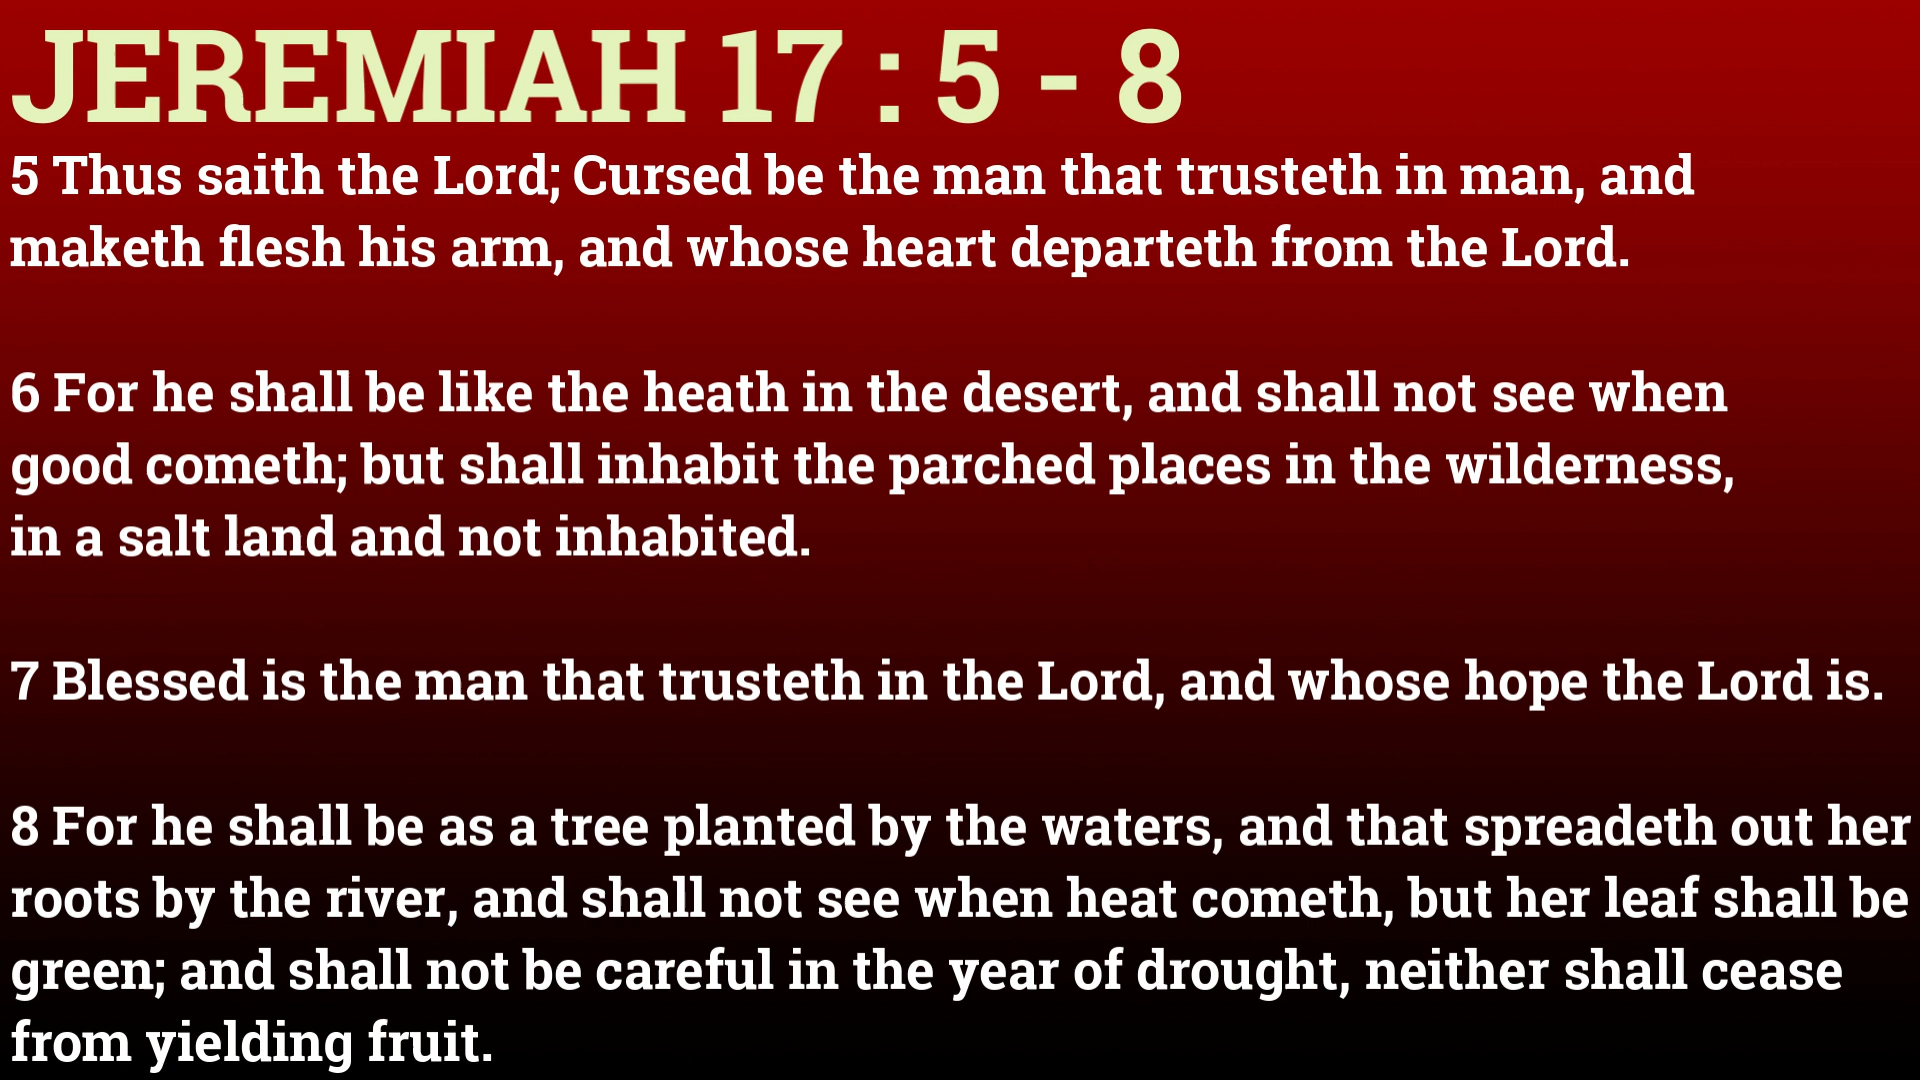 JEREMIAH 17 : 5 - 8
5 Thus saith the Lord; Cursed be the man that trusteth in man, and
maketh flesh his arm, and whose heart departeth from the Lord.
6 For he shall be like the heath in the desert, and shall not see when
good cometh; but shall inhabit the parched places in the wilderness,
in a salt land and not inhabited.
7 Blessed is the man that trusteth in the Lord, and whose hope the Lord is.
8 For he shall be as a tree planted by the waters, and that spreadeth out her
roots by the river, and shall not see when heat cometh, but her leaf shall be
green; and shall not be careful in the year of drought, neither shall cease
from yielding fruit.